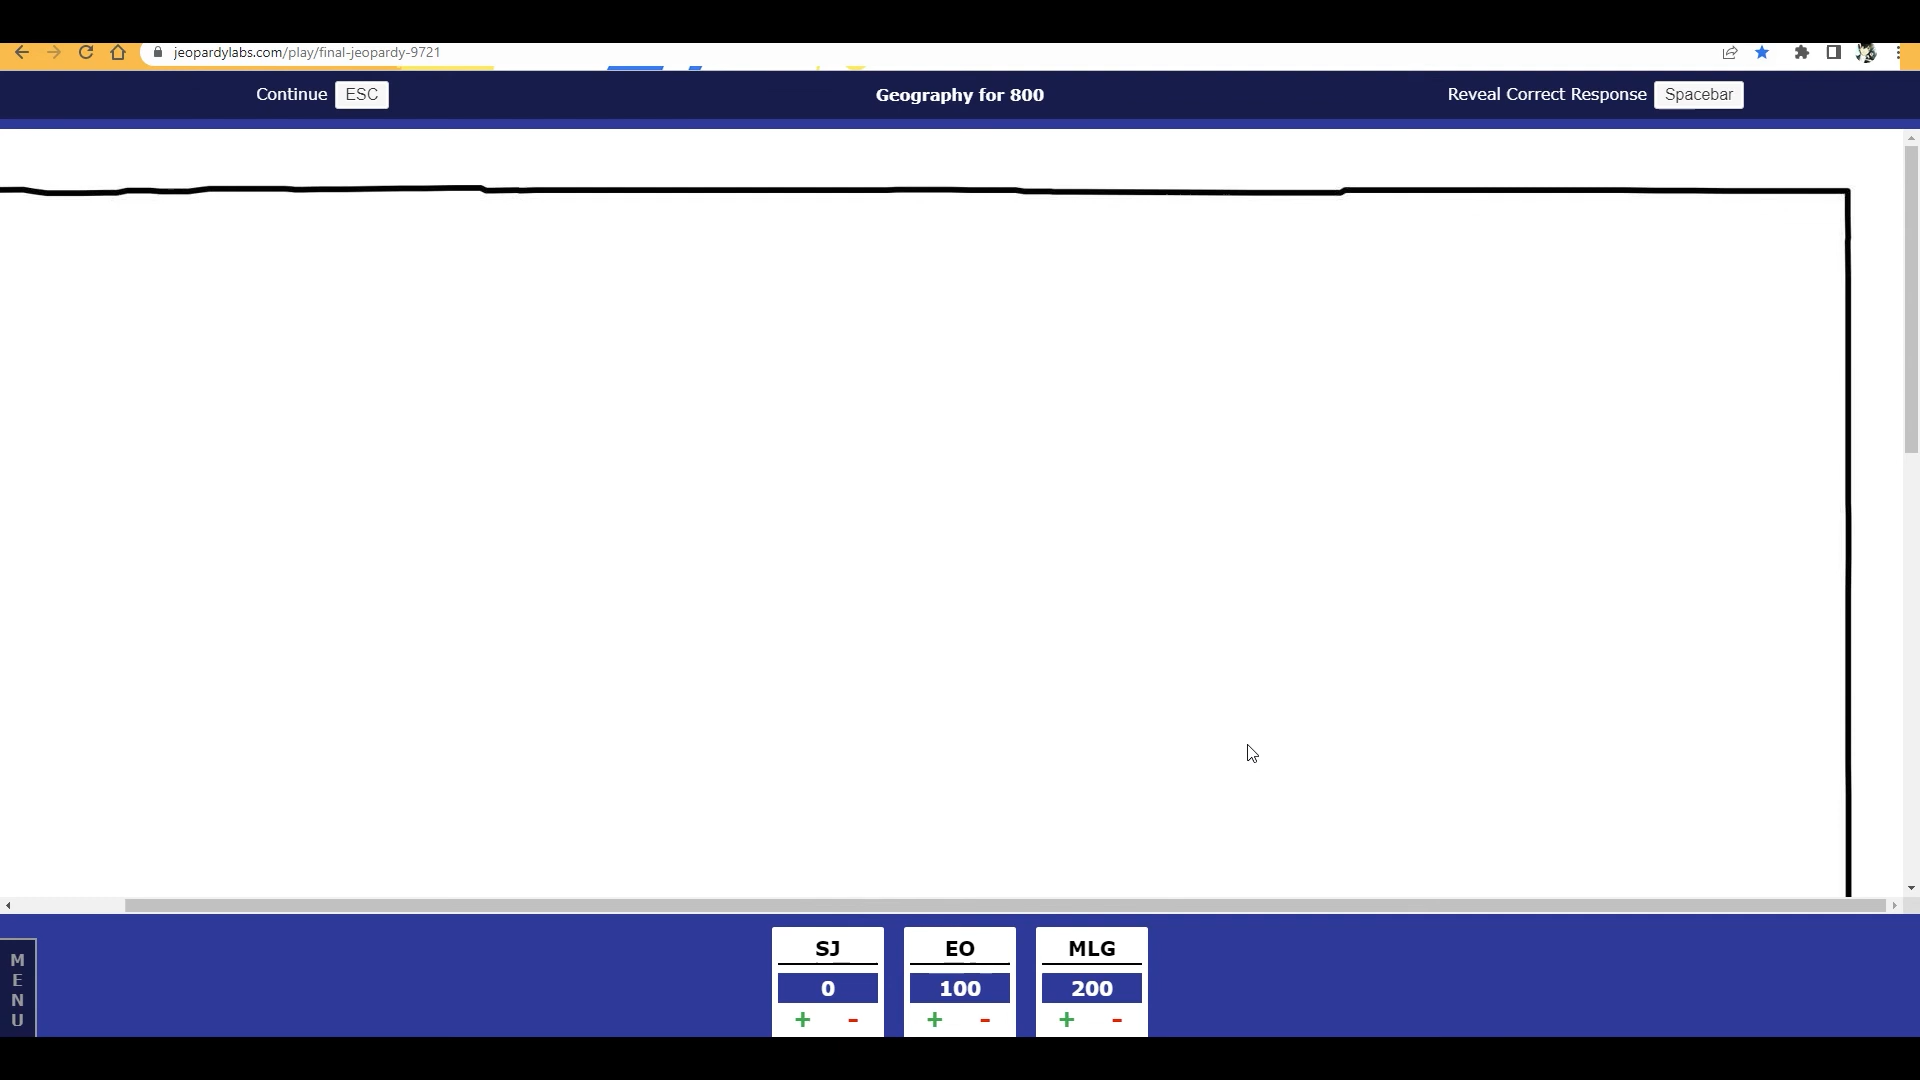 jeopardylabs.com/play/final-jeopardy-9721
Continue ESC
Geography for 800
Reveal Correct Response Spacebar
MENU
SJ EO MLG
0 100 200
+ - + - + -